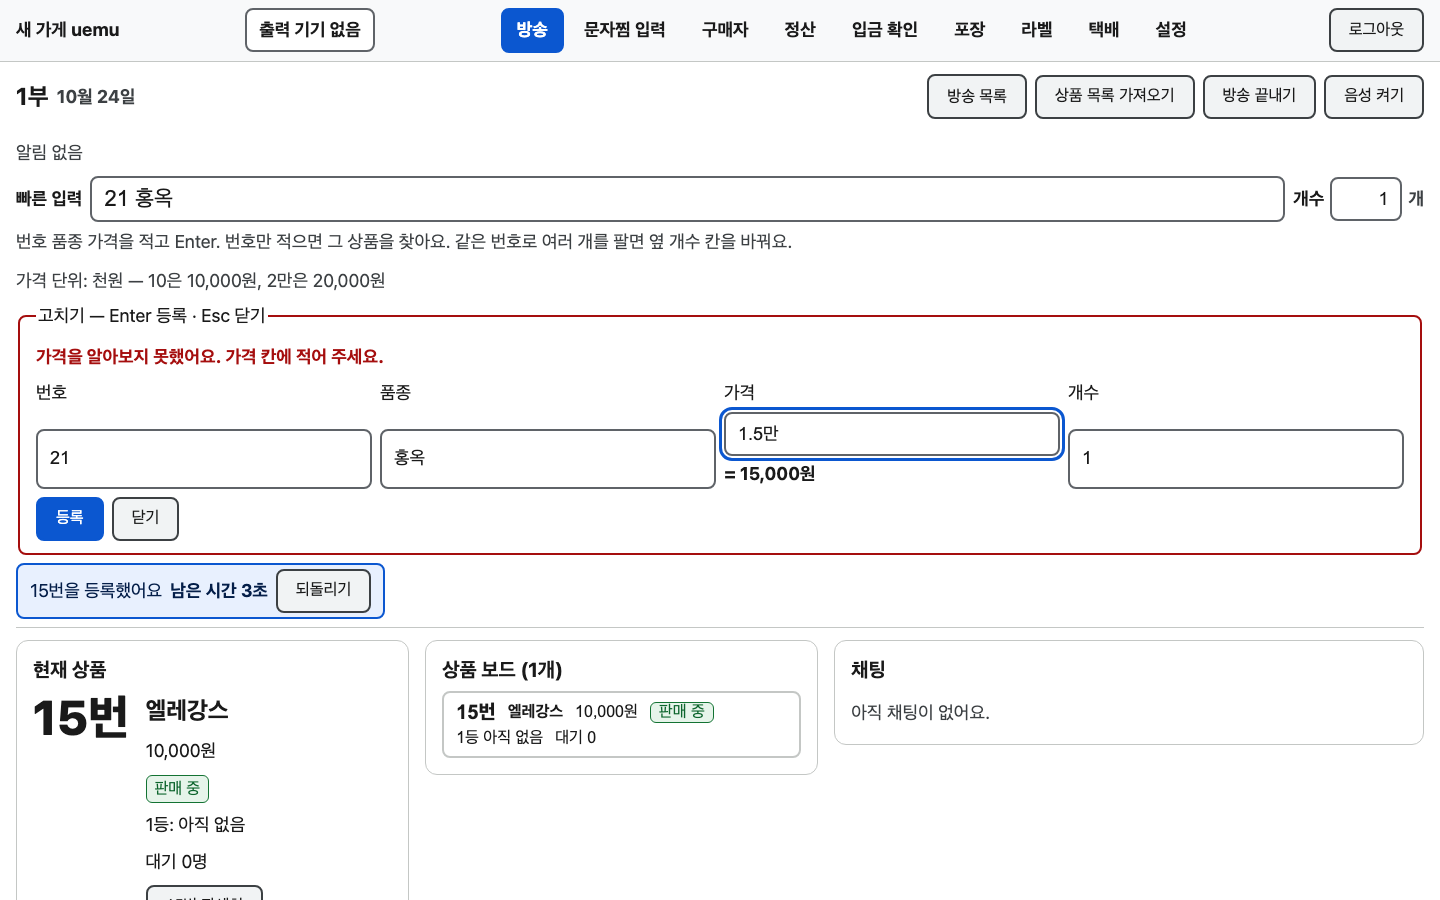 새 가게 uemu
출력 기기 없음
방송 문자찜 입력 구매자 정산 입금 확인 포장 라벨 택배 설정
로그아웃
1부 10월 24일
방송 목록 상품 목록 가져오기 방송 끝내기 음성 켜기
알림 없음
빠른 입력 21 홍옥 개수 1 개
번호 품종 가격을 적고 Enter. 번호만 적으면 그 상품을 찾아요. 같은 번호로 여러 개를 팔면 옆 개수 칸을 바꿔요.
가격 단위: 천원 — 10은 10,000원, 2만은 20,000원
고치기 — Enter 등록 · Esc 닫기
가격을 알아보지 못했어요. 가격 칸에 적어 주세요.
번호 품종 가격 개수
21 홍옥 1.5만 1
= 15,000원
등록 닫기
15번을 등록했어요 남은 시간 3초 되돌리기
현재 상품
15번 엘레강스
10,000원
판매 중
1등: 아직 없음
대기 0명
상품 보드 (1개)
15번 엘레강스 10,000원 판매 중
1등 아직 없음 대기 0
채팅
아직 채팅이 없어요.